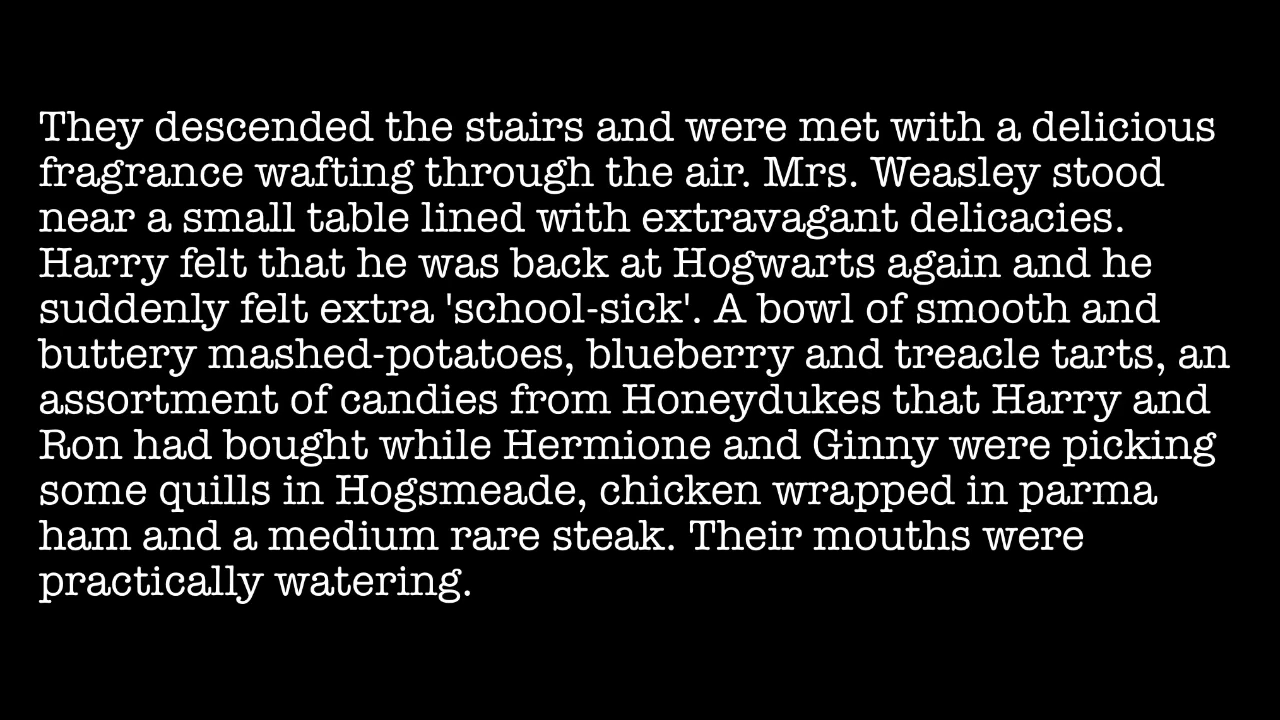 They descended the stairs and were met with a delicious
fragrance wafting through the air. Mrs. Weasley stood
near a small table lined with extravagant delicacies.
Harry felt that he was back at Hogwarts again and he
suddenly felt extra 'school-sick'. A bowl of smooth and
buttery mashed-potatoes, blueberry and treacle tarts, an
assortment of candies from Honeydukes that Harry and
Ron had bought while Hermione and Ginny were picking
some quills in Hogsmeade, chicken wrapped in parma
ham and a medium rare steak. Their mouths were
practically watering.